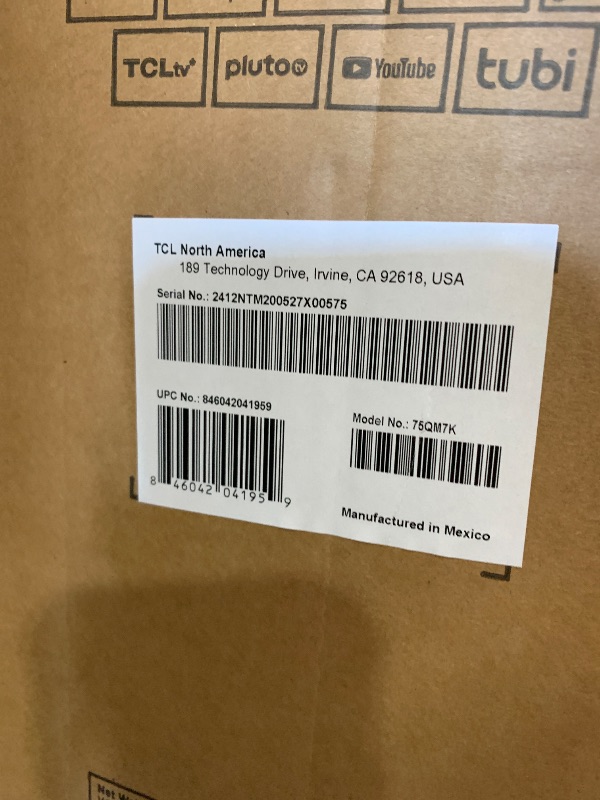 TCLtv+
pluto tv
YouTube
tubi
TCL North America
189 Technology Drive, Irvine, CA 92618, USA
Serial No.: 2412NTM200527X00575
UPC No.: 846042041959
Model No.: 75QM7K
8 46042 04195 9
Manufactured in Mexico
Net